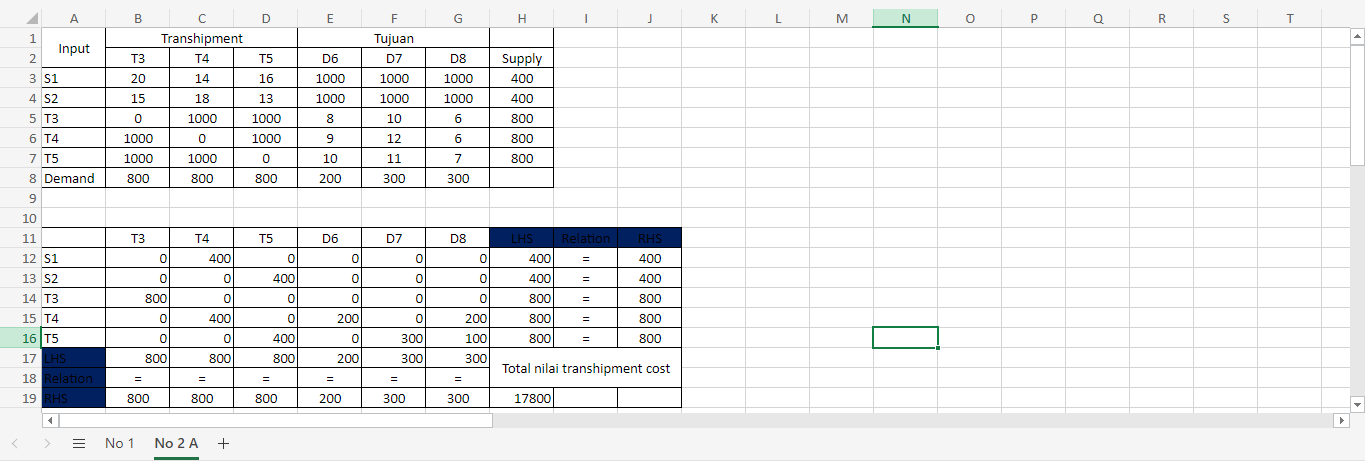 A B C D E F G H I J K L M N O P Q R S T
1 Input Transhipment Tujuan
2 T3 T4 T5 D6 D7 D8 Supply
3 S1 20 14 16 1000 1000 1000 400
4 S2 15 18 13 1000 1000 1000 400
5 T3 0 1000 1000 8 10 6 800
6 T4 1000 0 1000 9 12 6 800
7 T5 1000 1000 0 10 11 7 800
8 Demand 800 800 800 200 300 300
9
10
11 T3 T4 T5 D6 D7 D8 LHS Relation RHS
12 S1 0 400 0 0 0 0 400 = 400
13 S2 0 0 400 0 0 0 400 = 400
14 T3 800 0 0 0 0 0 800 = 800
15 T4 0 400 0 200 0 200 800 = 800
16 T5 0 0 400 0 300 100 800 = 800
17 LHS 800 800 800 200 300 300 Total nilai transhipment cost
18 Relation = = = = = =
19 RHS 800 800 800 200 300 300 17800
No 1 No 2 A